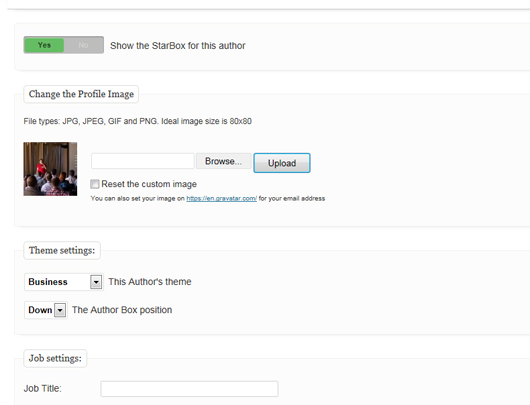 Yes No Show the StarBox for this author
Change the Profile Image
File types: JPG, JPEG, GIF and PNG. Ideal image size is 80x80
Browse... Upload
Reset the custom image
You can also set your image on https://en.gravatar.com/ for your email address
Theme settings:
Business This Author's theme
Down The Author Box position
Job settings:
Job Title: